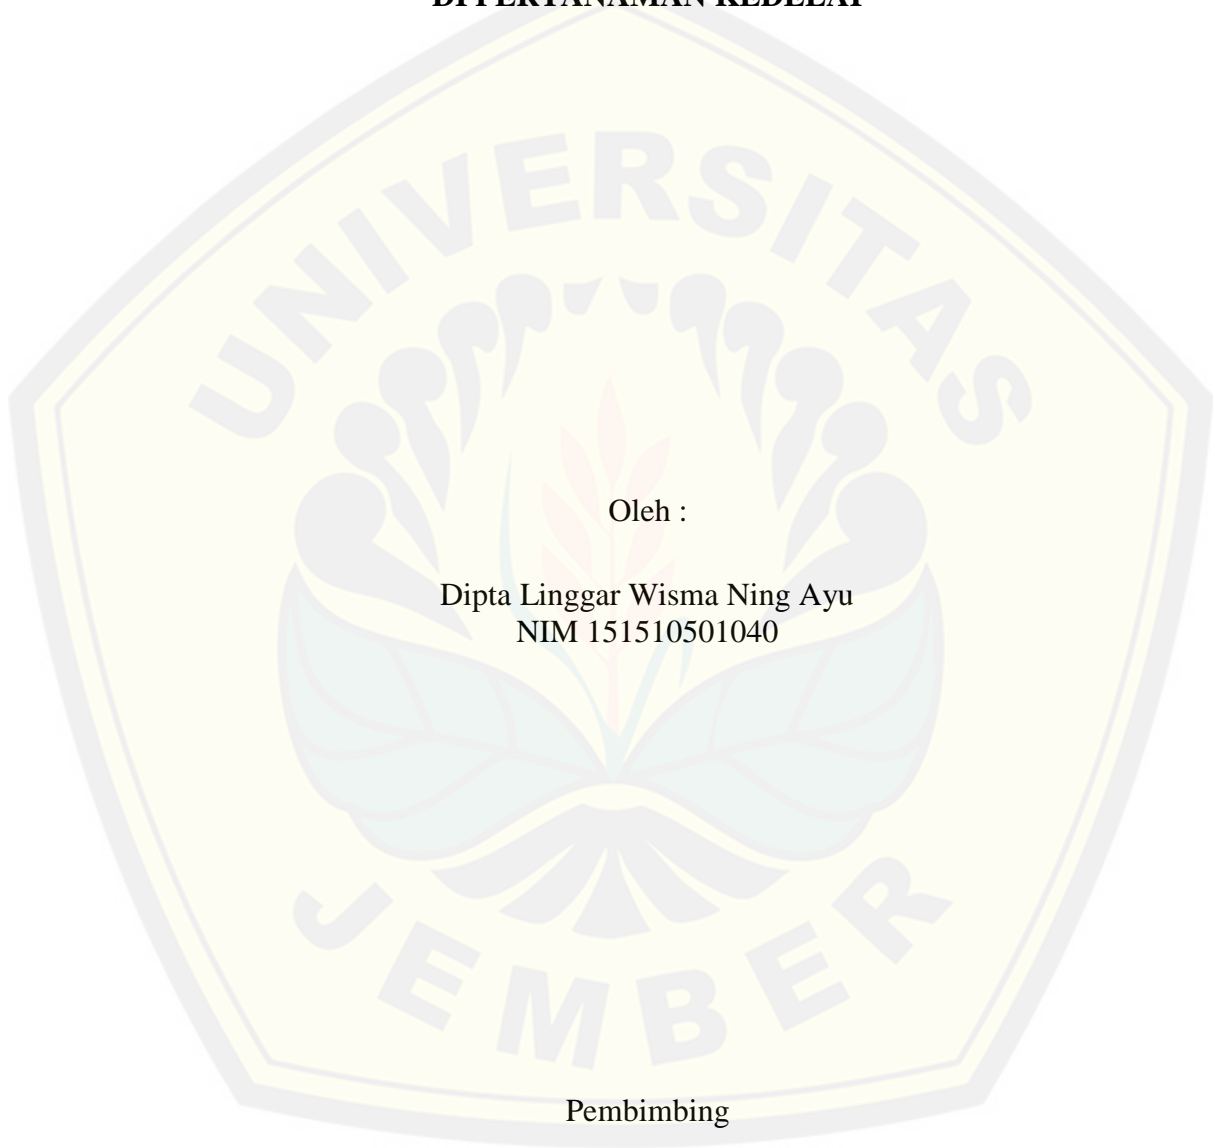 DI PERTANAMAN KEDELAI
UNIVERSITAS
Oleh :
Dipta Linggar Wisma Ning Ayu
NIM 151510501040
JEMBER
Pembimbing